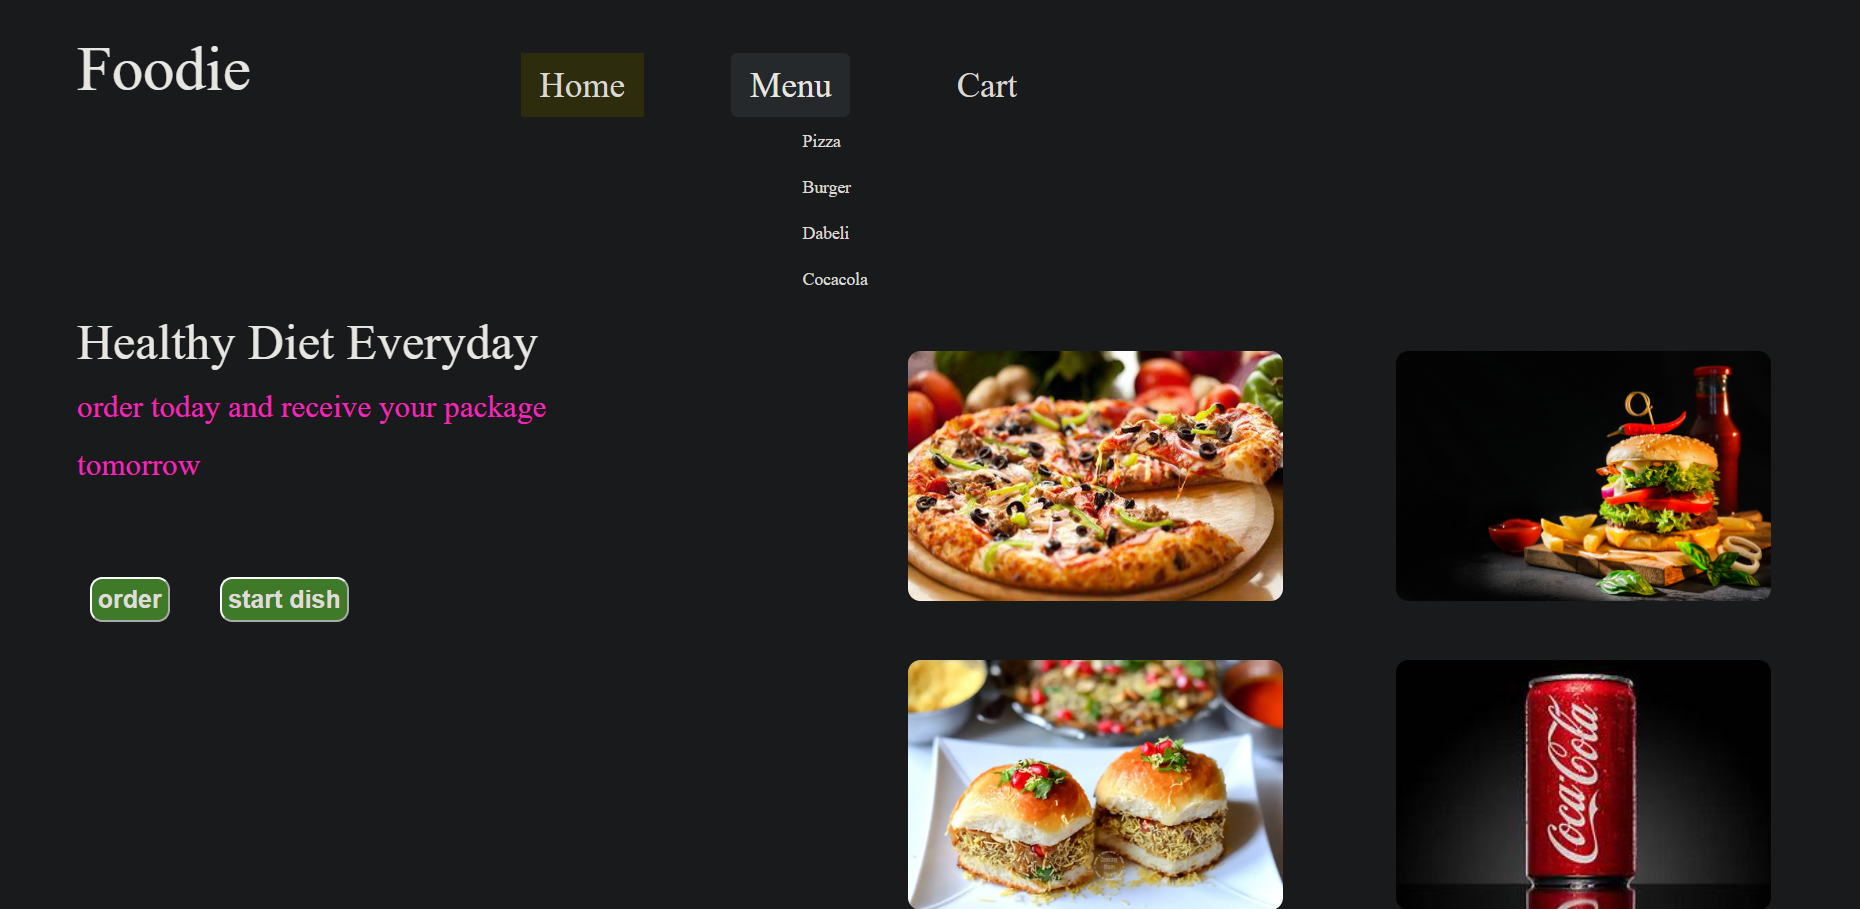 Foodie
Home
Menu
Cart
Pizza
Burger
Dabeli
Cocacola
Healthy Diet Everyday
order today and receive your package
tomorrow
order
start dish
Coca-Cola